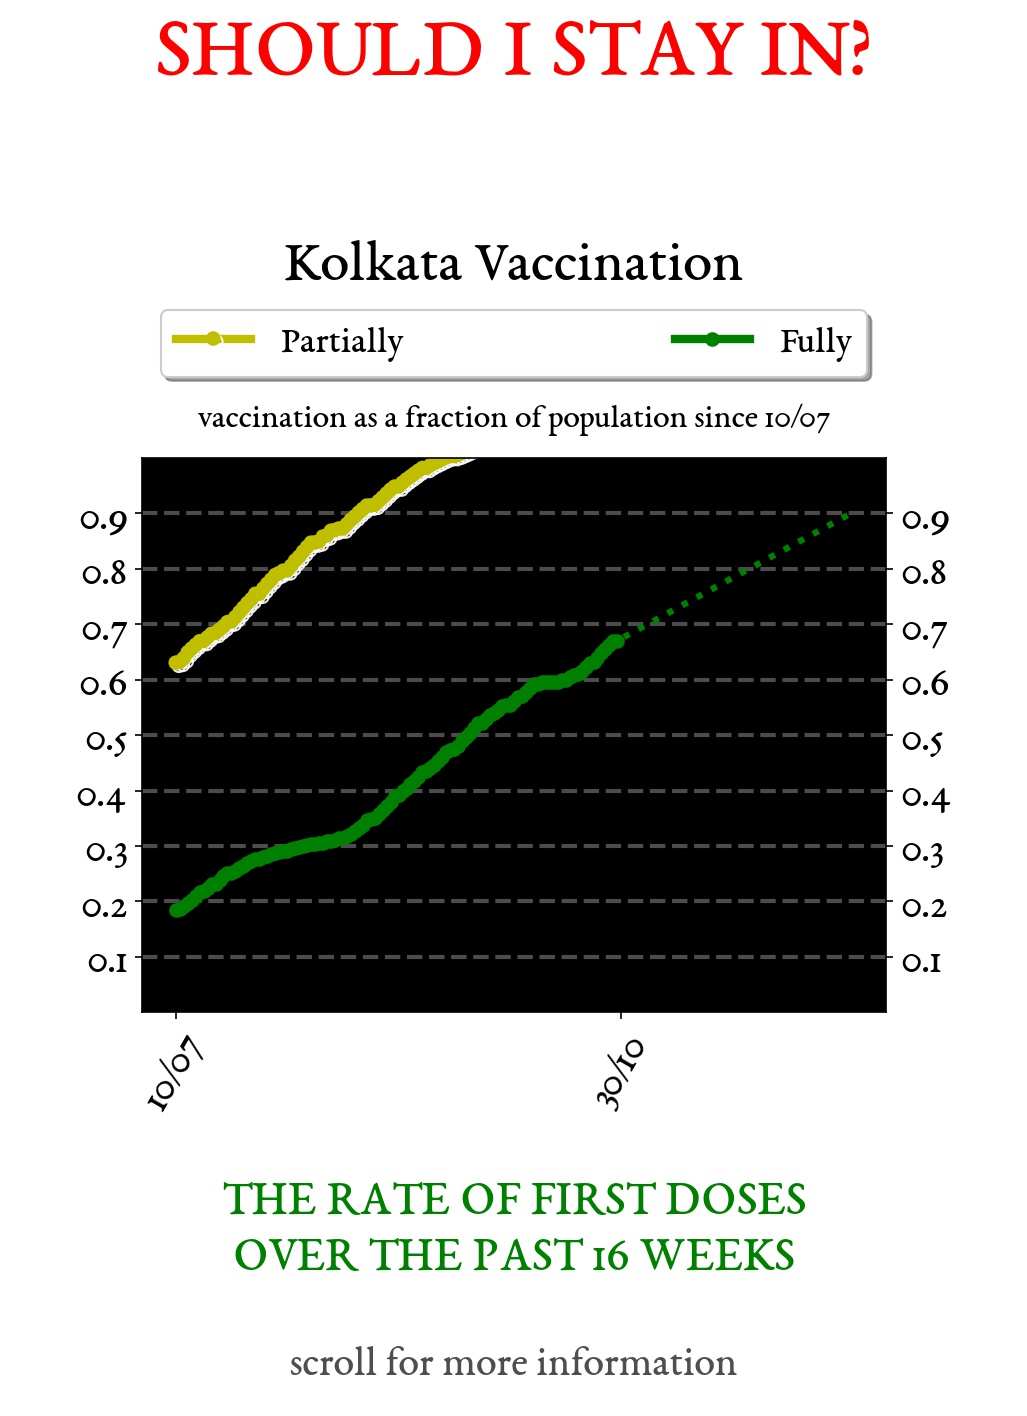 SHOULD I STAY IN?
Kolkata Vaccination
Partially Fully
vaccination as a fraction of population since 10/07
0.9 0.9
0.8 0.8
0.7 0.7
0.6 0.6
0.5 0.5
0.4 0.4
0.3 0.3
0.2 0.2
0.1 0.1
10/07 30/10
THE RATE OF FIRST DOSES
OVER THE PAST 16 WEEKS
scroll for more information